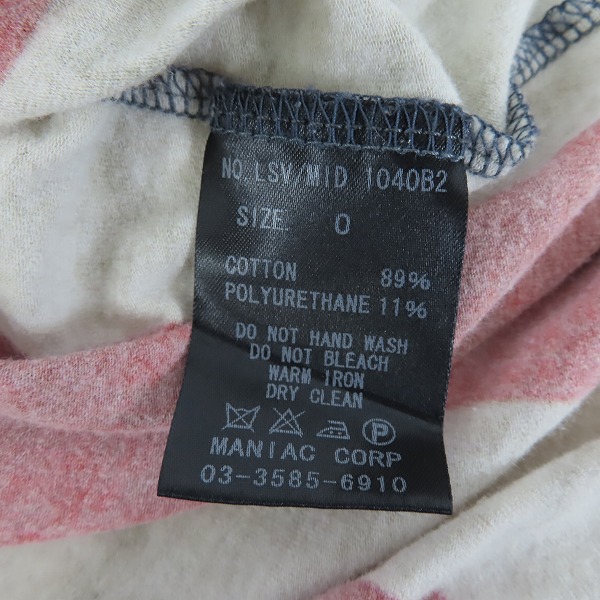 NO.LSV/MID 1040B2
SIZE: 0
COTTON 89%
POLYURETHANE 11%
DO NOT HAND WASH
DO NOT BLEACH
WARM IRON
DRY CLEAN
P
MANIAC CORP
03-3585-6910